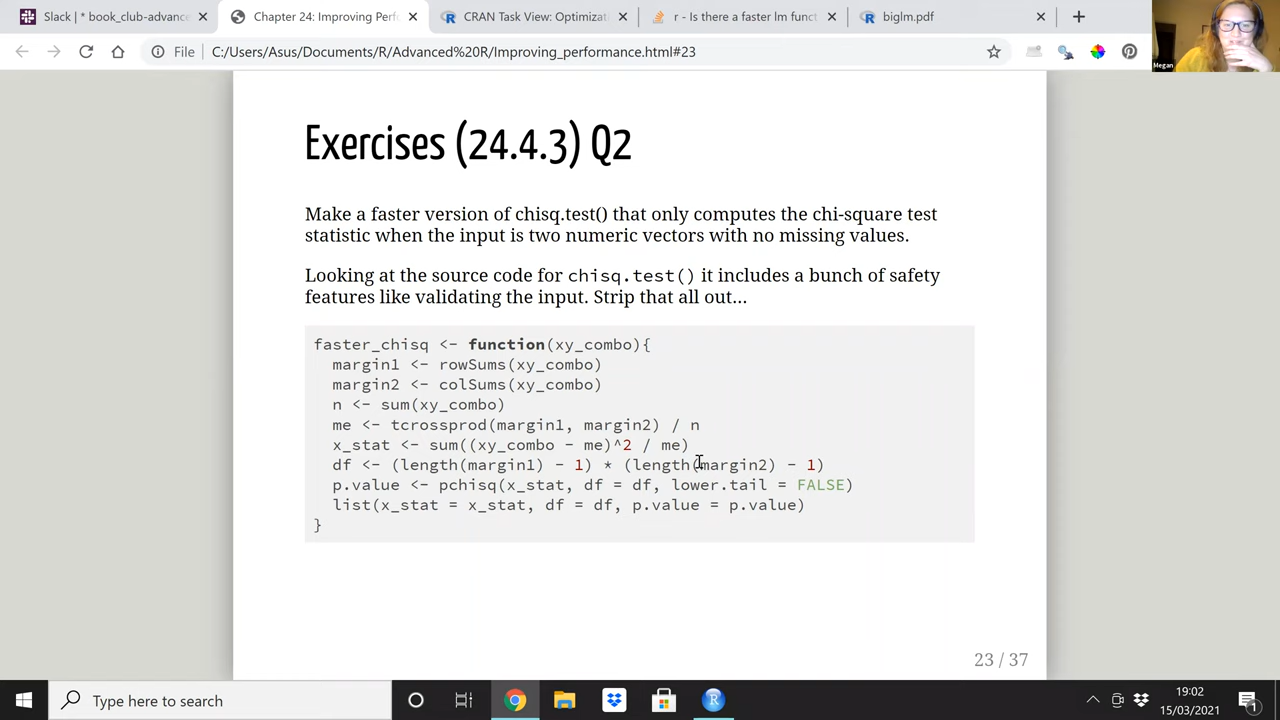 Slack | * book_club-advance
Chapter 24: Improving Perf
CRAN Task View: Optimizat
r - Is there a faster lm funct
biglm.pdf
File
C:/Users/Asus/Documents/R/Advanced%20R/Improving_performance.html#23
Megan
Exercises (24.4.3) Q2
Make a faster version of chisq.test() that only computes the chi-square test
statistic when the input is two numeric vectors with no missing values.
Looking at the source code for chisq.test() it includes a bunch of safety
features like validating the input. Strip that all out...
faster_chisq <- function(xy_combo){
margin1 <- rowSums(xy_combo)
margin2 <- colSums(xy_combo)
n <- sum(xy_combo)
me <- tcrossprod(margin1, margin2) / n
x_stat <- sum((xy_combo - me)^2 / me)
df <- (length(margin1) - 1) * (length(margin2) - 1)
p.value <- pchisq(x_stat, df = df, lower.tail = FALSE)
list(x_stat = x_stat, df = df, p.value = p.value)
}
23 / 37
Type here to search
19:02
15/03/2021
1